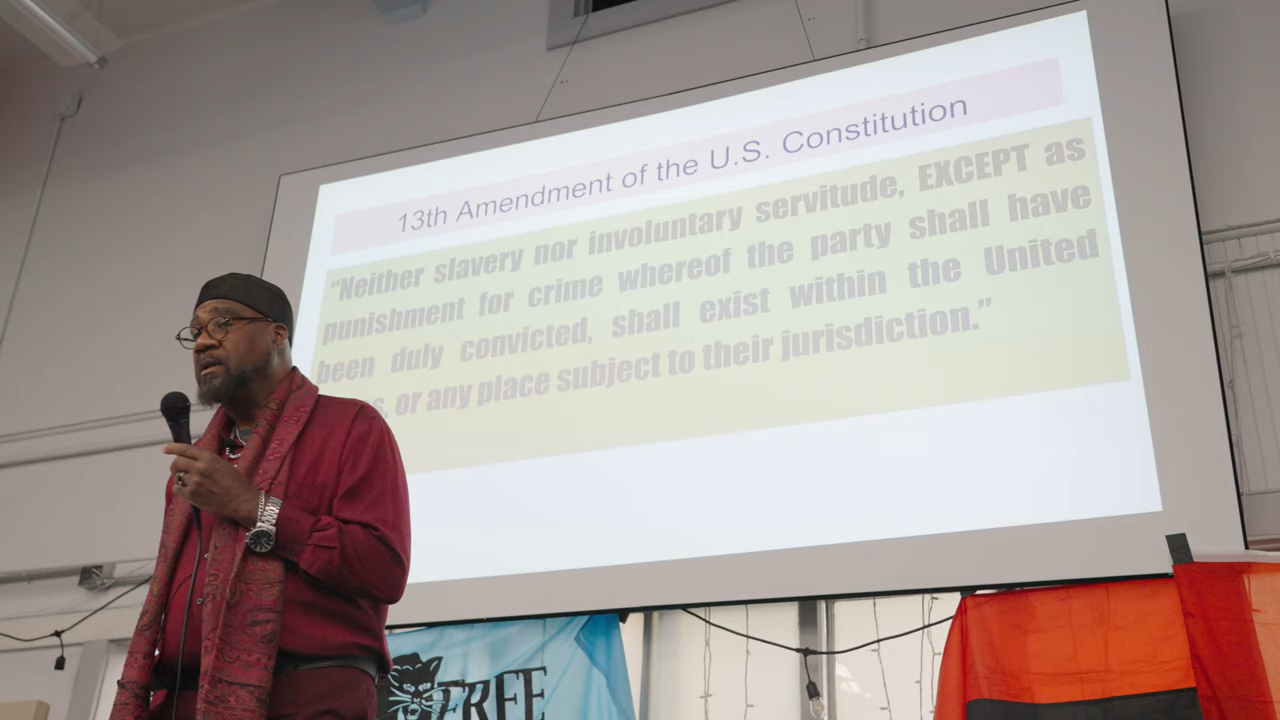 13th Amendment of the U.S. Constitution
“Neither slavery nor involuntary servitude, EXCEPT as
punishment for crime whereof the party shall have
been duly convicted, shall exist within the United
or any place subject to their jurisdiction.”
FREE